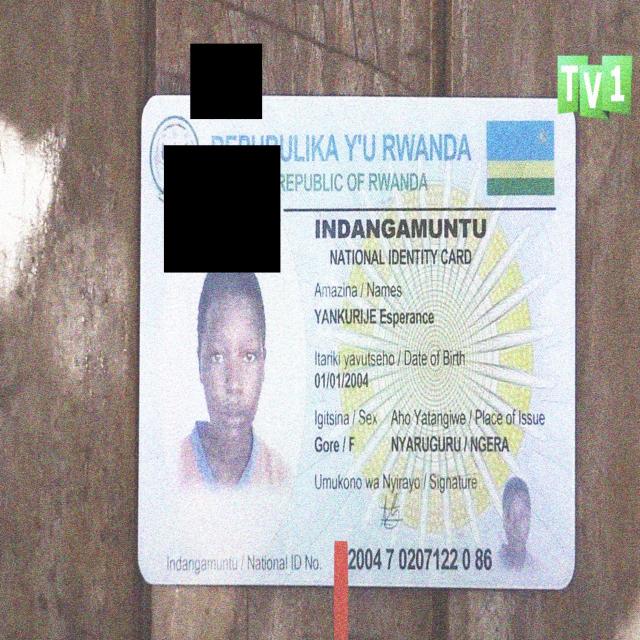 TV1
REPUBULIKA Y'U RWANDA
REPUBLIC OF RWANDA
INDANGAMUNTU
NATIONAL IDENTITY CARD
Amazina / Names
YANKURIJE Esperance
Itariki yavutseho / Date of Birth
01/01/2004
Igitsina / Sex Aho Yatangiwe / Place of Issue
Gore / F NYARUGURU / NGERA
Umukono wa Nyirayo / Signature
Indangamuntu / National ID No. 2004 7 0207122 0 86